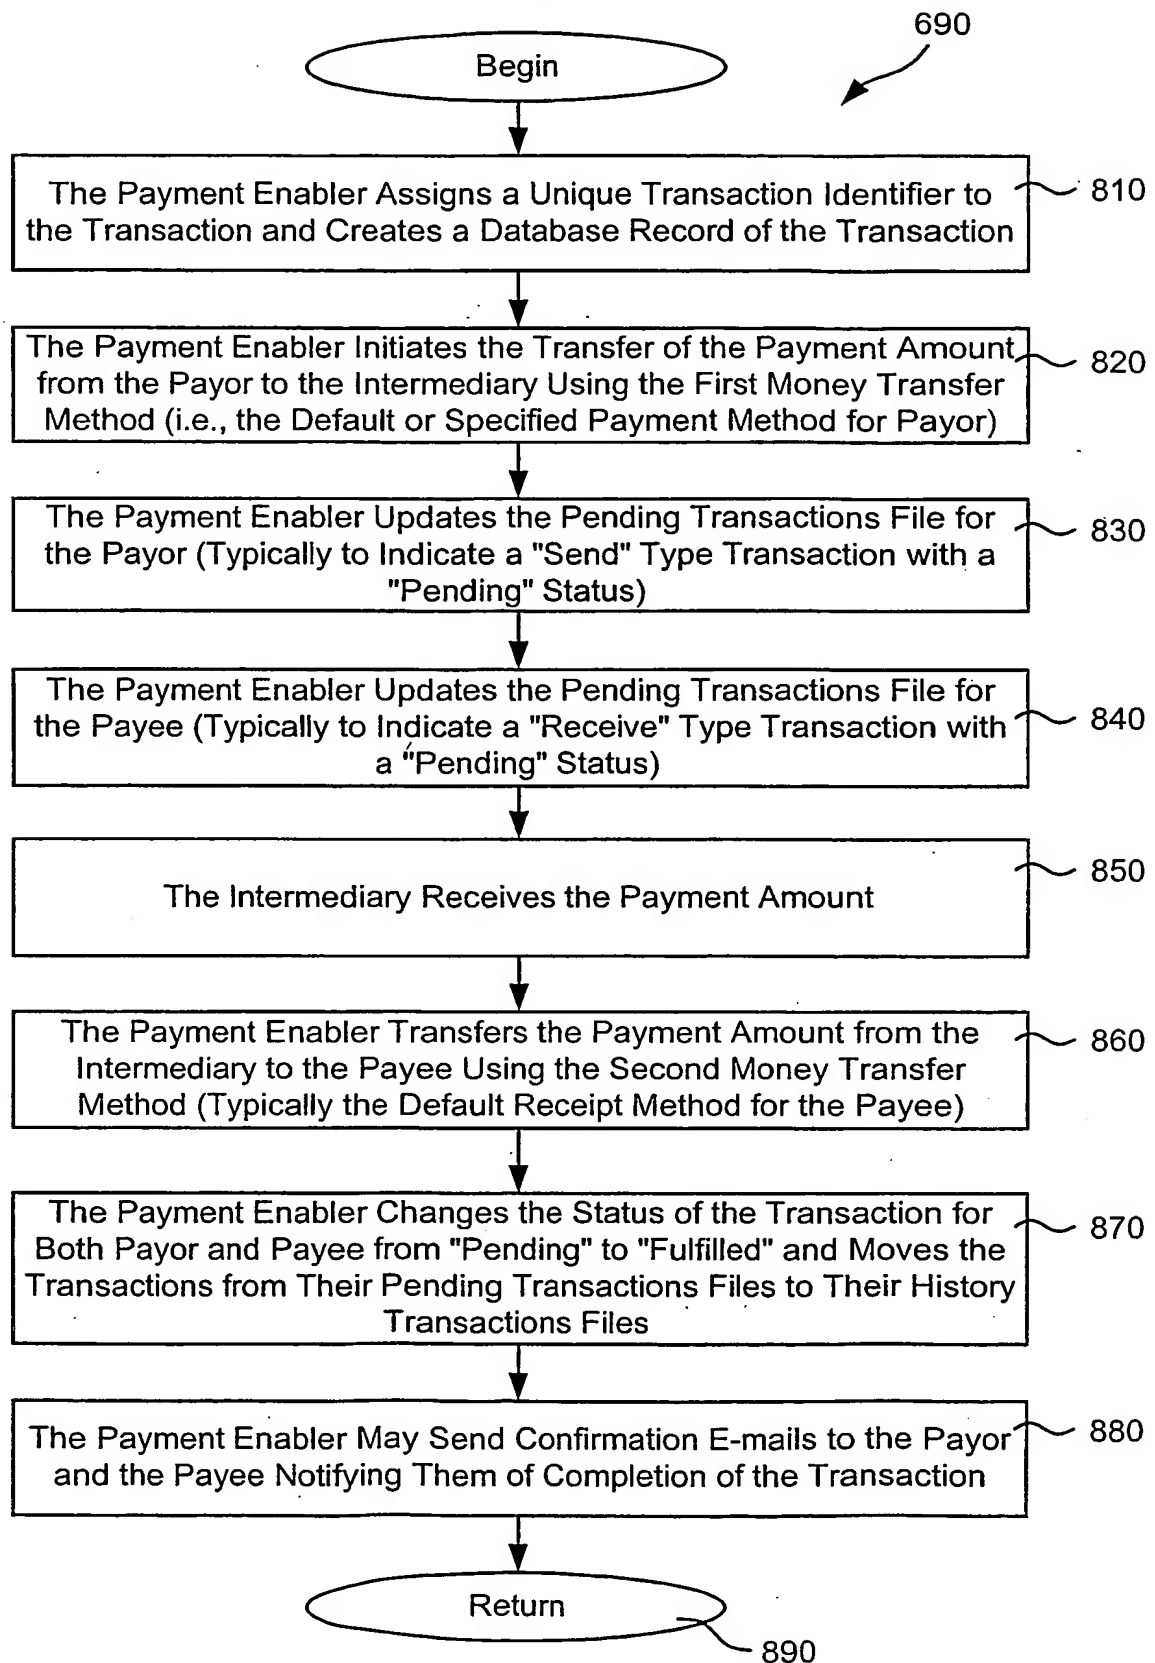 690
Begin
The Payment Enabler Assigns a Unique Transaction Identifier to
the Transaction and Creates a Database Record of the Transaction
810
The Payment Enabler Initiates the Transfer of the Payment Amount
from the Payor to the Intermediary Using the First Money Transfer
Method (i.e., the Default or Specified Payment Method for Payor)
820
The Payment Enabler Updates the Pending Transactions File for
the Payor (Typically to Indicate a "Send" Type Transaction with a
"Pending" Status)
830
The Payment Enabler Updates the Pending Transactions File for
the Payee (Typically to Indicate a "Receive" Type Transaction with
a "Pending" Status)
840
The Intermediary Receives the Payment Amount
850
The Payment Enabler Transfers the Payment Amount from the
Intermediary to the Payee Using the Second Money Transfer
Method (Typically the Default Receipt Method for the Payee)
860
The Payment Enabler Changes the Status of the Transaction for
Both Payor and Payee from "Pending" to "Fulfilled" and Moves the
Transactions from Their Pending Transactions Files to Their History
Transactions Files
870
The Payment Enabler May Send Confirmation E-mails to the Payor
and the Payee Notifying Them of Completion of the Transaction
880
Return
890